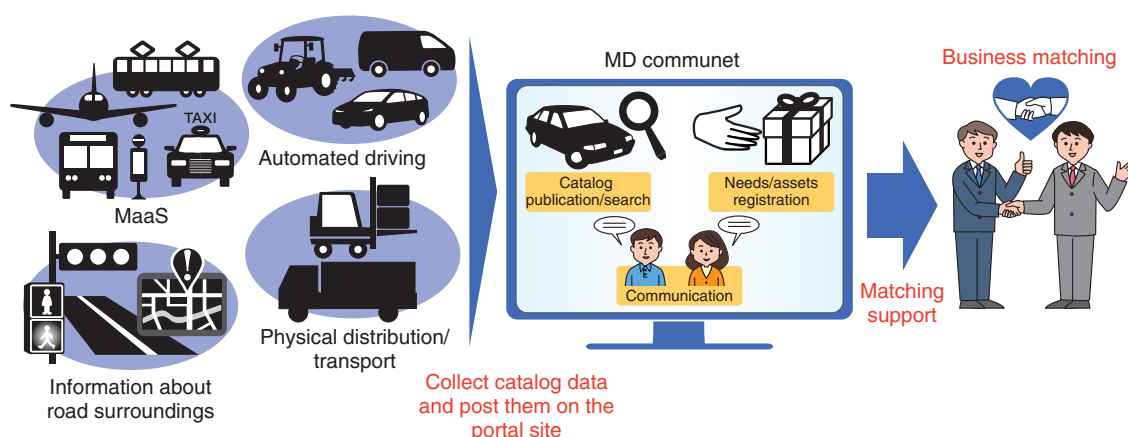 TAXI
MaaS
Automated driving
Information about
road surroundings
Physical distribution/
transport
Collect catalog data
and post them on the
portal site
MD communet
Catalog
publication/search
Needs/assets
registration
Communication
Matching
support
Business matching